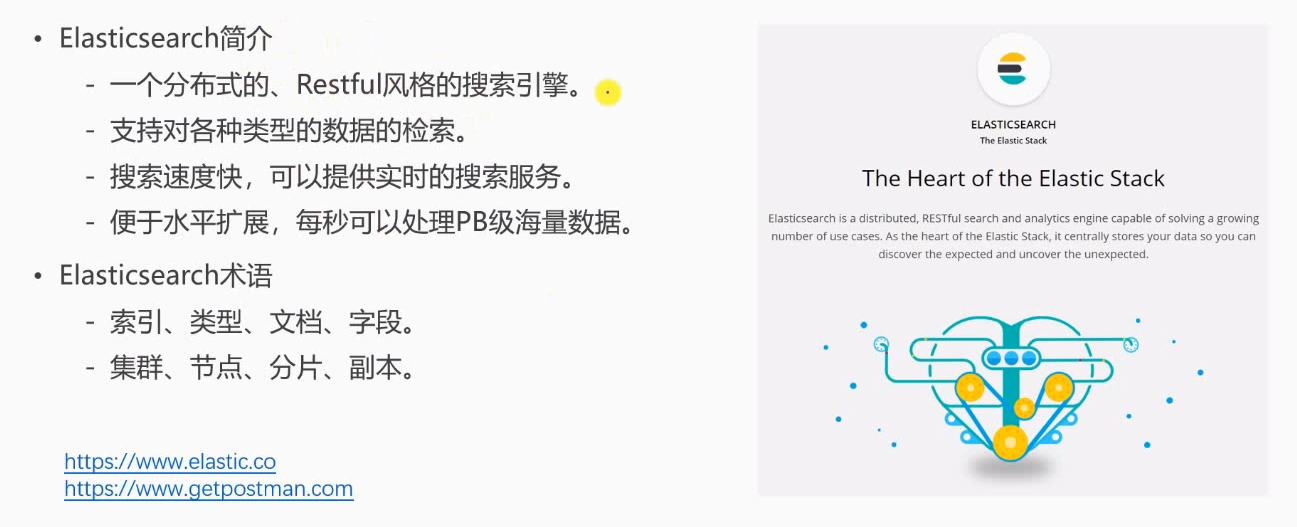 • Elasticsearch简介
- 一个分布式的、Restful风格的搜索引擎。
- 支持对各种类型的数据的检索。
- 搜索速度快，可以提供实时的搜索服务。
- 便于水平扩展，每秒可以处理PB级海量数据。
• Elasticsearch术语
- 索引、类型、文档、字段。
- 集群、节点、分片、副本。
https://www.elastic.co
https://www.getpostman.com
ELASTICSEARCH
The Elastic Stack
The Heart of the Elastic Stack
Elasticsearch is a distributed, RESTful search and analytics engine capable of solving a growing
number of use cases. As the heart of the Elastic Stack, it centrally stores your data so you can
discover the expected and uncover the unexpected.